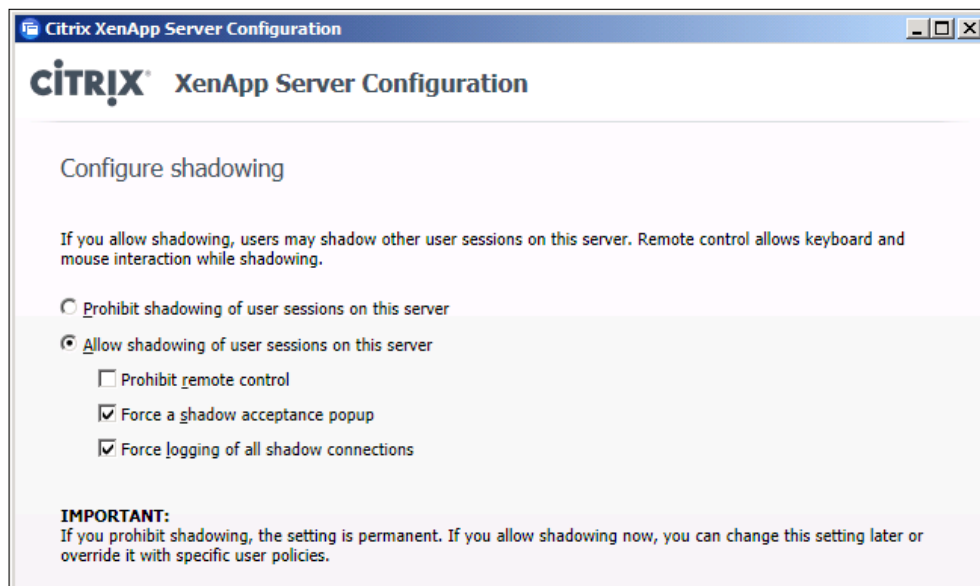 Citrix XenApp Server Configuration
CİTRIX XenApp Server Configuration
Configure shadowing
If you allow shadowing, users may shadow other user sessions on this server. Remote control allows keyboard and
mouse interaction while shadowing.
Prohibit shadowing of user sessions on this server
Allow shadowing of user sessions on this server
Prohibit remote control
Force a shadow acceptance popup
Force logging of all shadow connections
IMPORTANT:
If you prohibit shadowing, the setting is permanent. If you allow shadowing now, you can change this setting later or
override it with specific user policies.